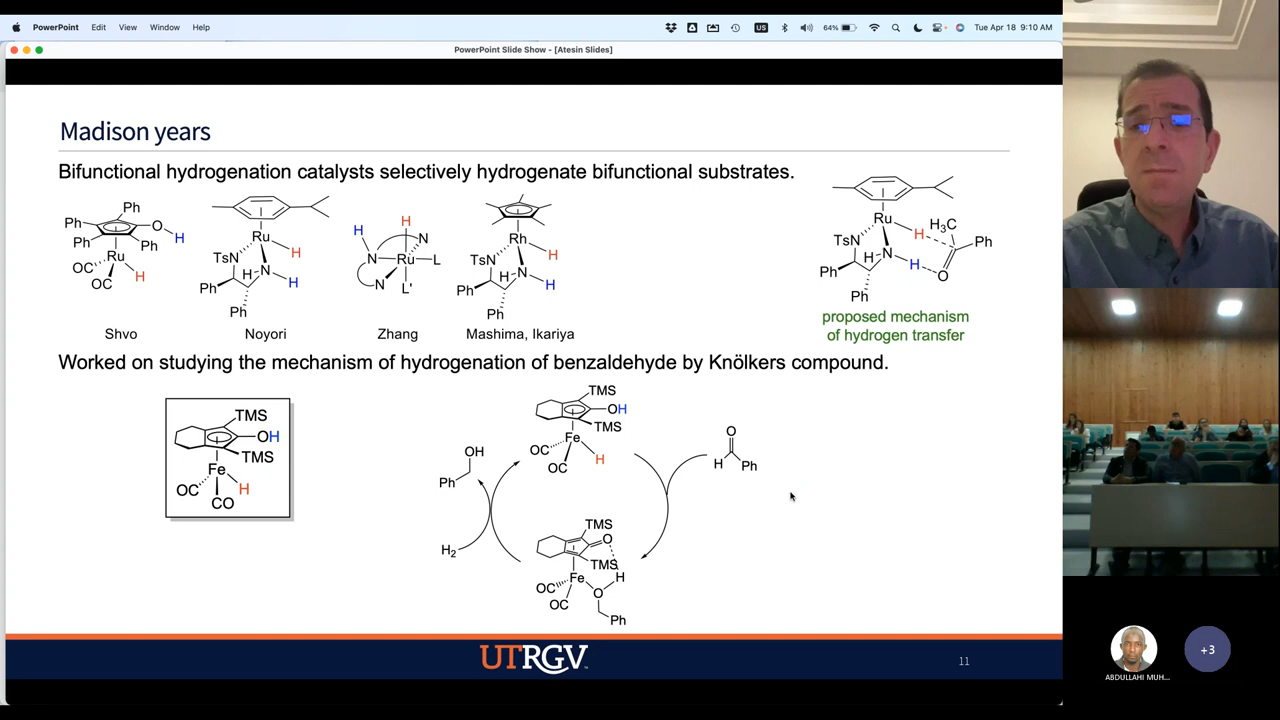 PowerPoint Edit View Window Help
US 64% Tue Apr 18 9:10 AM
PowerPoint Slide Show - [Atesin Slides]
Madison years
Bifunctional hydrogenation catalysts selectively hydrogenate bifunctional substrates.
Ph
Ph
O
H
Ph
Ph
Ru
OC
OC
H
Shvo
Ru
H
TsN
H
N
H
Ph
Ph
Noyori
H
H
N
N
Ru
L
N
L'
Zhang
Rh
H
TsN
H
N
H
Ph
Ph
Mashima, Ikariya
Ru
H
H3C
Ph
TsN
H
N
H
O
Ph
Ph
proposed mechanism
of hydrogen transfer
Worked on studying the mechanism of hydrogenation of benzaldehyde by Knölkers compound.
TMS
OH
TMS
Fe
OC
H
CO
TMS
OH
TMS
Fe
OC
OC
H
O
H
Ph
OH
Ph
H2
TMS
O
TMS
H
Fe
OC
OC
O
Ph
UTRGV
11
ABDULLAHI MUH...
+3